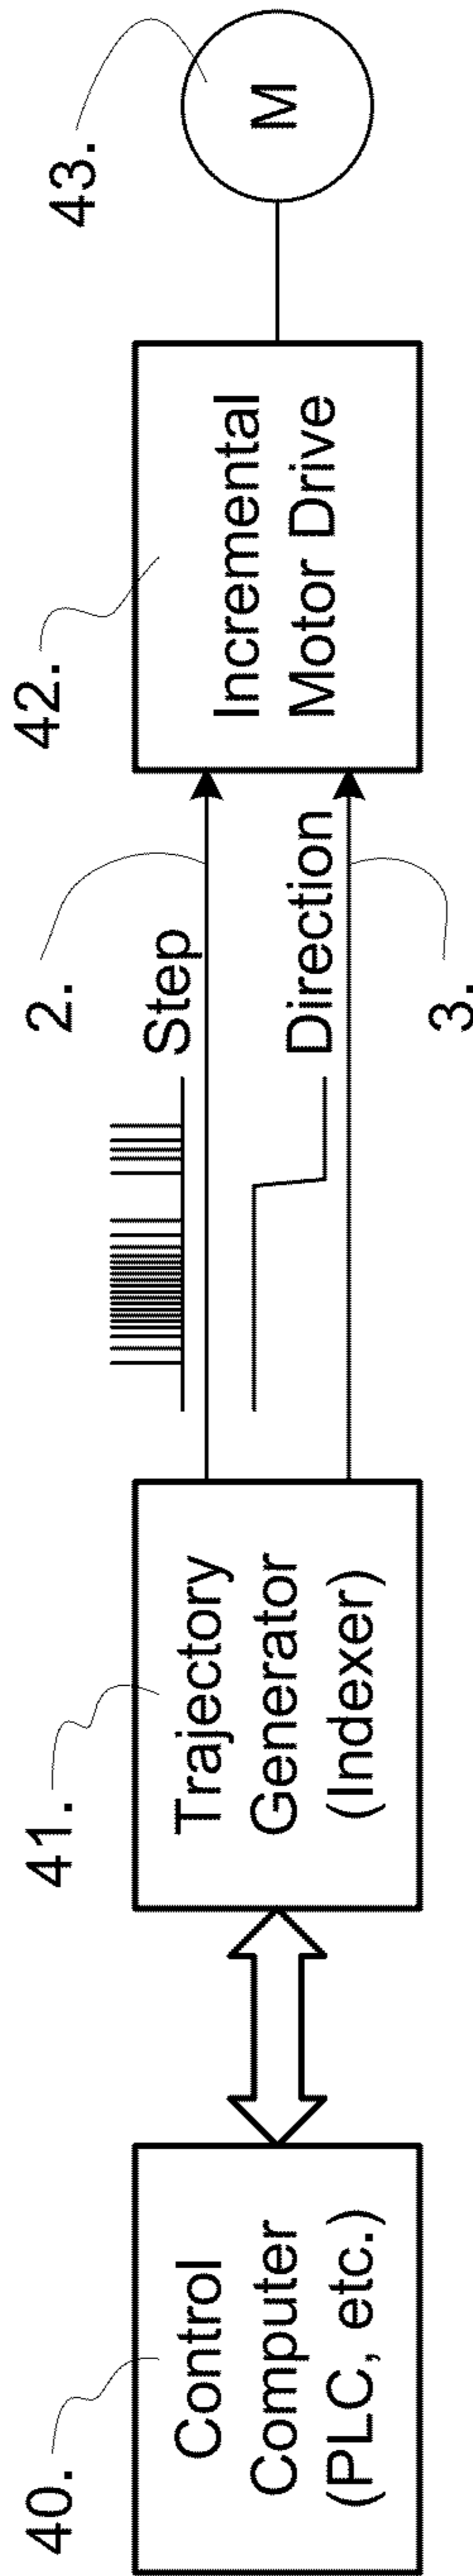 40.
Control
Computer
(PLC, etc.)
41.
Trajectory
Generator
(Indexer)
2.
Step
Direction
3.
42.
Incremental
Motor Drive
43.
M